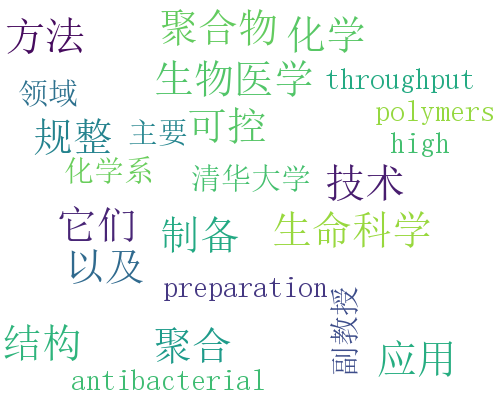 方法
聚合物
化学
生物医学
throughput
领域
polymers
规整
主要
可控
high
化学系
清华大学
技术
它们
制备
生命科学
以及
preparation
副教授
结构
聚合
应用
antibacterial